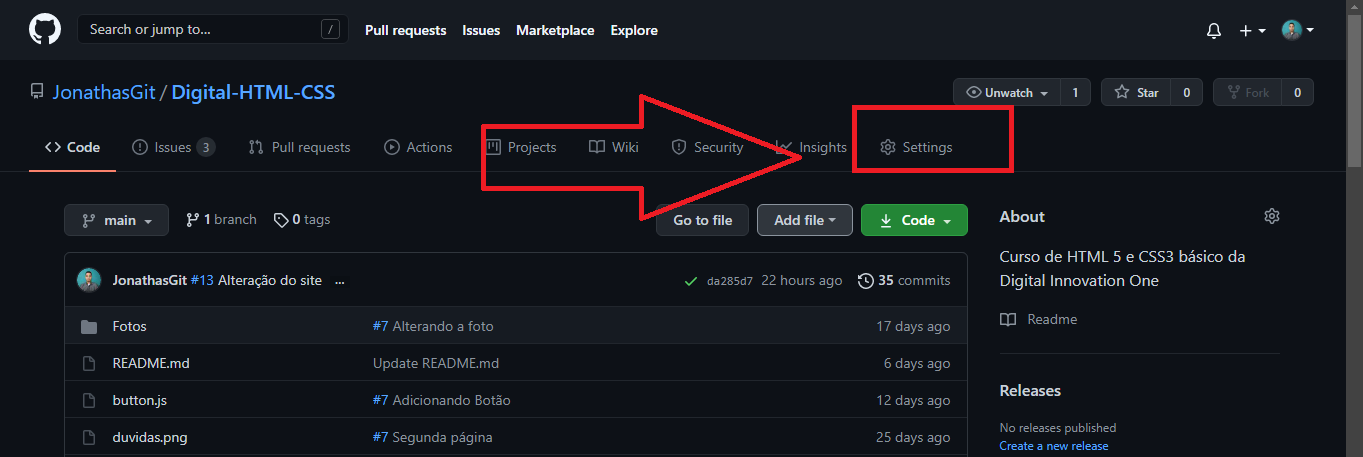 Search or jump to... / Pull requests Issues Marketplace Explore
JonathasGit / Digital-HTML-CSS Unwatch 1 Star 0 Fork 0
Code Issues 3 Pull requests Actions Projects Wiki Security Insights Settings
main 1 branch 0 tags Go to file Add file Code
JonathasGit #13 Alteração do site ... da285d7 22 hours ago 35 commits
Fotos #7 Alterando a foto 17 days ago
README.md Update README.md 6 days ago
button.js #7 Adicionando Botão 12 days ago
duvidas.png #7 Segunda página 25 days ago
About
Curso de HTML 5 e CSS3 básico da
Digital Innovation One
Readme
Releases
No releases published
Create a new release